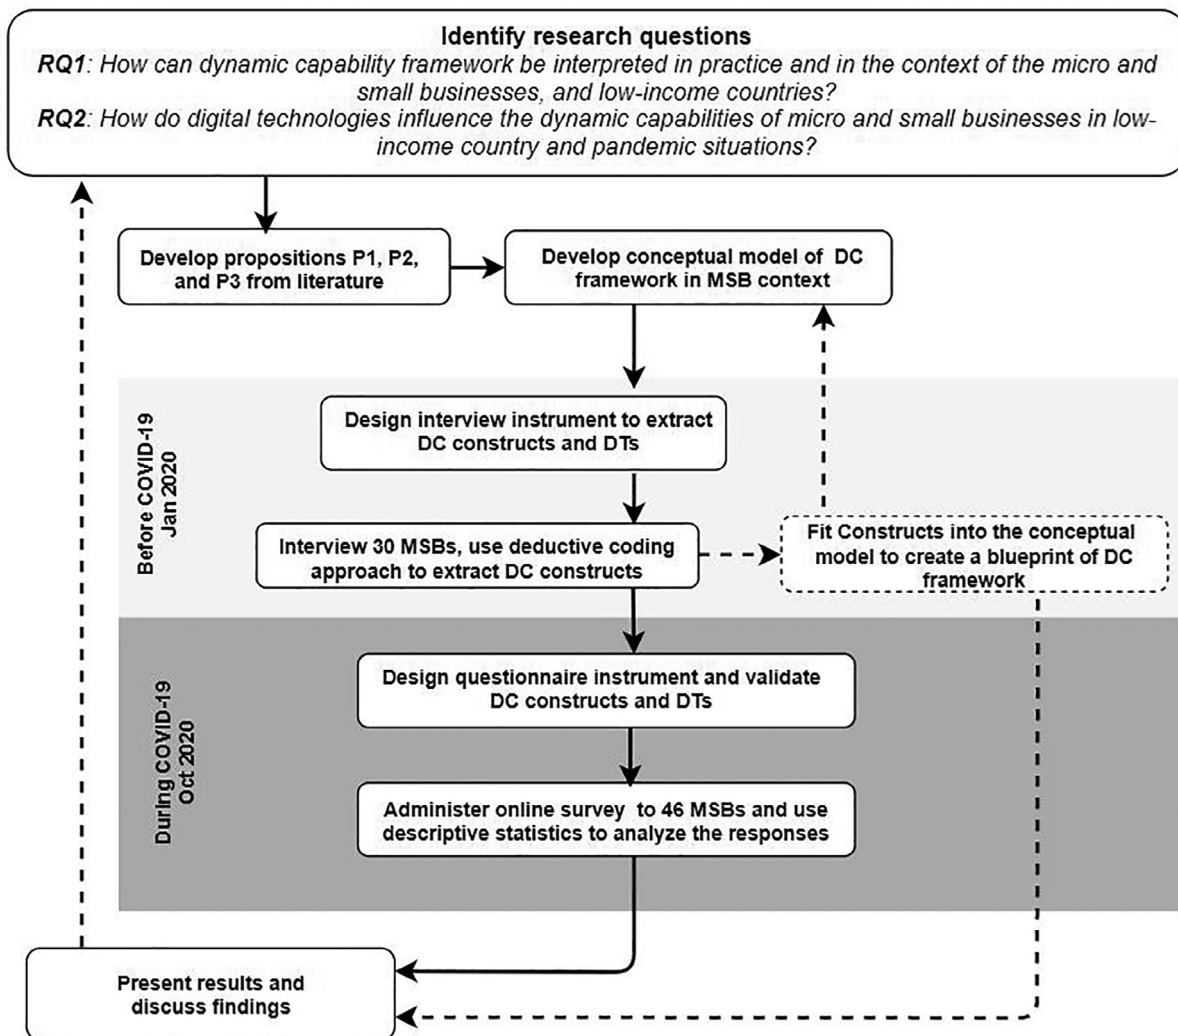 Identify research questions
RQ1: How can dynamic capability framework be interpreted in practice and in the context of the micro and
small businesses, and low-income countries?
RQ2: How do digital technologies influence the dynamic capabilities of micro and small businesses in low-
income country and pandemic situations?
Develop propositions P1, P2,
and P3 from literature
Develop conceptual model of DC
framework in MSB context
Before COVID-19
Jan 2020
Design interview instrument to extract
DC constructs and DTs
Interview 30 MSBs, use deductive coding
approach to extract DC constructs
Fit Constructs into the conceptual
model to create a blueprint of DC
framework
During COVID-19
Oct 2020
Design questionnaire instrument and validate
DC constructs and DTs
Administer online survey to 46 MSBs and use
descriptive statistics to analyze the responses
Present results and
discuss findings